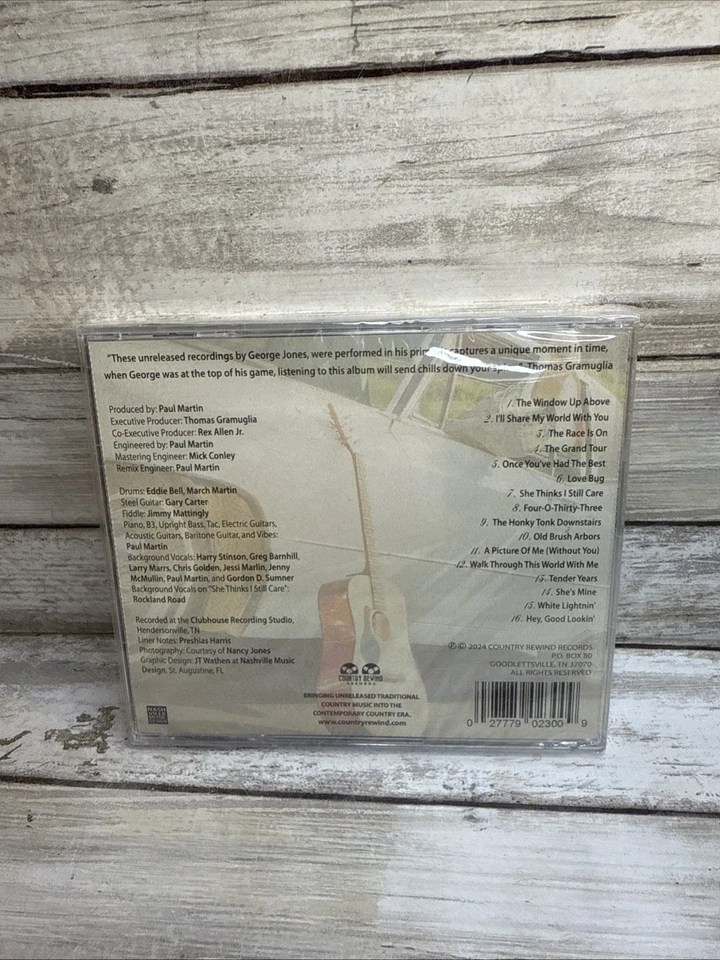 "These unreleased recordings by George Jones, were performed in his captures a unique moment in time,
when George was at the top of his game, listening to this album will send chills down your Thomas Gramuglia
Produced by: Paul Martin
Executive Producer: Thomas Gramuglia
Co-Executive Producer: Rex Allen Jr.
Engineered by: Paul Martin
Mastering Engineer: Mick Conley
Remix Engineer: Paul Martin
Drums: Eddie Bell, March Martin
Steel Guitar: Gary Carter
Fiddle: Jimmy Mattingly
Piano, B3, Upright Bass, Tac, Electric Guitars,
Acoustic Guitars, Baritone Guitar, and Vibes:
Paul Martin
Background Vocals: Harry Stinson, Greg Barnhill,
Larry Marrs, Chris Golden, Jessi Marlin, Jenny
McMullin, Paul Martin, and Gordon D. Sumner
Background Vocals on "She Thinks I Still Care":
Rockland Road
Recorded at the Clubhouse Recording Studio,
Hendersonville, TN
Liner Notes: Preshias Harris
Photography: Courtesy of Nancy Jones
Graphic Design: JT Wathen at Nashville Music
Design, St. Augustine, FL
1. The Window Up Above
2. I'll Share My World With You
3. The Race Is On
4. The Grand Tour
5. Once You've Had The Best
6. Love Bug
7. She Thinks I Still Care
8. Four-O-Thirty-Three
9. The Honky Tonk Downstairs
10. Old Brush Arbors
11. A Picture Of Me (Without You)
12. Walk Through This World With Me
13. Tender Years
14. She's Mine
15. White Lightnin'
16. Hey, Good Lookin'
℗ © 2024 COUNTRY REWIND RECORDS
P.O. BOX 80
GOODLETTSVILLE, TN 37070
ALL RIGHTS RESERVED
COUNTRY REWIND
RECORDS
BRINGING UNRELEASED TRADITIONAL
COUNTRY MUSIC INTO THE
CONTEMPORARY COUNTRY ERA.
www.countryrewind.com
NASH
VILLE
MUSIC
DESIGN
0 27779 02300 9